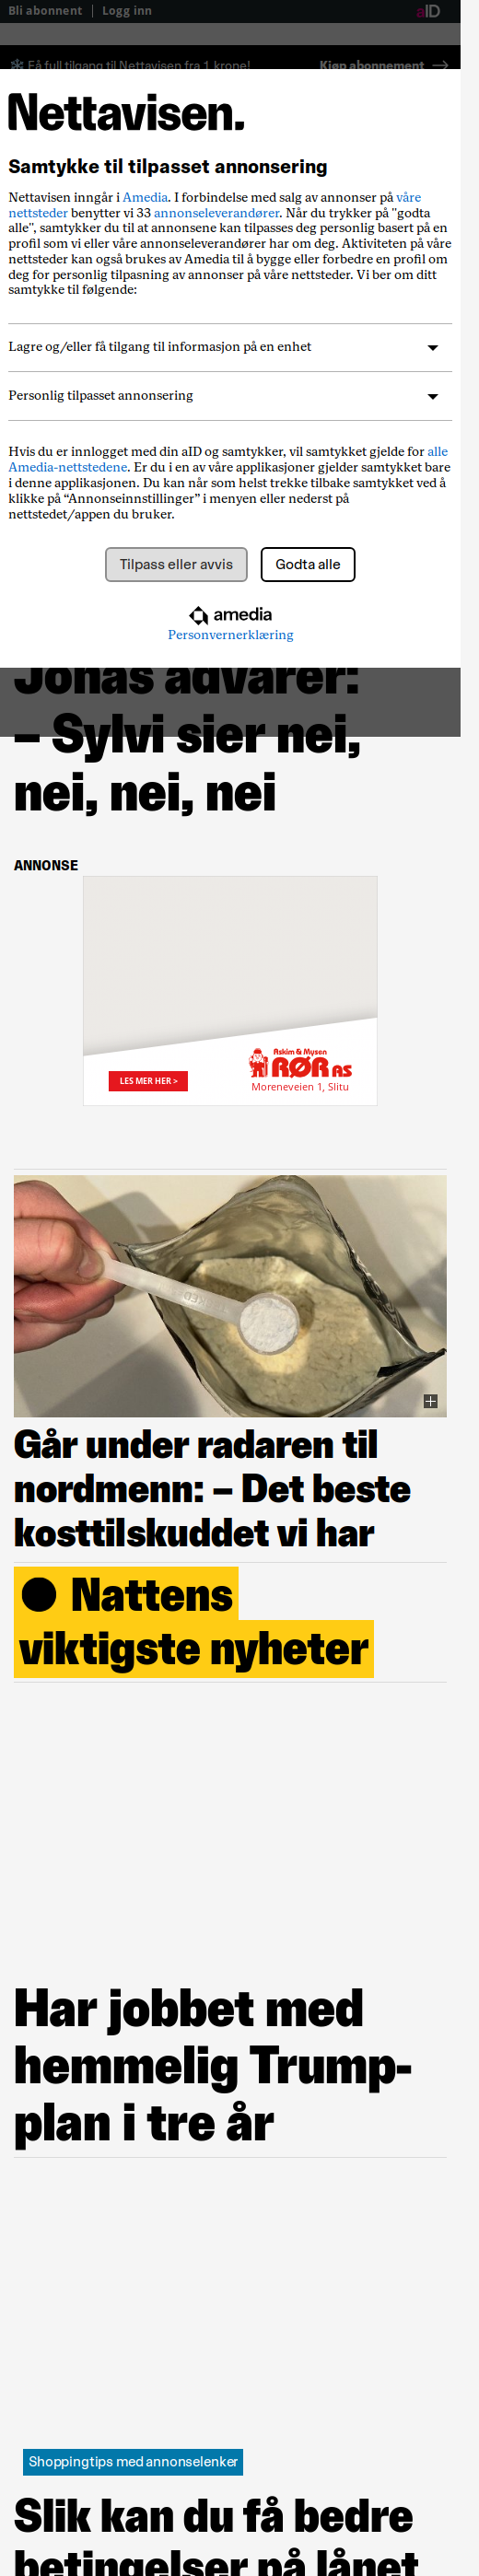 Bli abonnent | Logg inn aID
Få full tilgang til Nettavisen fra 1 krone! Kjøp abonnement
Nettavisen.
Samtykke til tilpasset annonsering
Nettavisen inngår i Amedia. I forbindelse med salg av annonser på våre
nettsteder benytter vi 33 annonseleverandører. Når du trykker på "godta
alle", samtykker du til at annonsene kan tilpasses deg personlig basert på en
profil som vi eller våre annonseleverandører har om deg. Aktiviteten på våre
nettsteder kan også brukes av Amedia til å bygge eller forbedre en profil om
deg for personlig tilpasning av annonser på våre nettsteder. Vi ber om ditt
samtykke til følgende:
Lagre og/eller få tilgang til informasjon på en enhet
Personlig tilpasset annonsering
Hvis du er innlogget med din aID og samtykker, vil samtykket gjelde for alle
Amedia-nettstedene. Er du i en av våre applikasjoner gjelder samtykket bare
i denne applikasjonen. Du kan når som helst trekke tilbake samtykket ved å
klikke på “Annonseinnstillinger” i menyen eller nederst på
nettstedet/appen du bruker.
Tilpass eller avvis Godta alle
amedia
Personvernerklæring
Jonas advarer:
– Sylvi sier nei,
nei, nei, nei
ANNONSE
Askim & Mysen
RØR AS
LES MER HER >
Moreneveien 1, Slitu
Går under radaren til
nordmenn: – Det beste
kosttilskuddet vi har
● Nattens
viktigste nyheter
Har jobbet med
hemmelig Trump-
plan i tre år
Shoppingtips med annonselenker
Slik kan du få bedre
betingelser på lånet